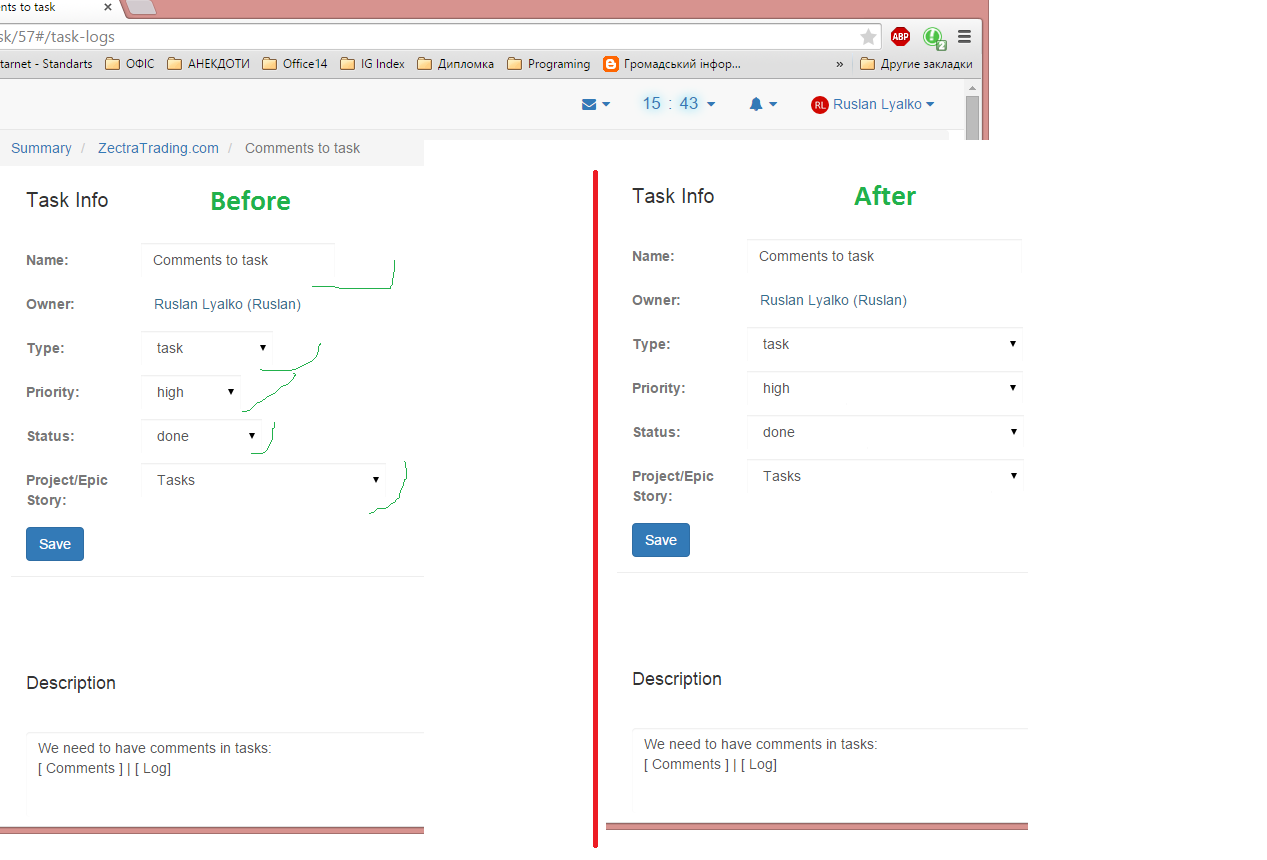 nts to task ×
sk/57#/task-logs ABP 2
tarnet - Standarts ОФІС АНЕКДОТИ Office14 IG Index Дипломка Programing Громадський інфор... » Другие закладки
15 : 43 RL Ruslan Lyalko
Summary / ZectraTrading.com / Comments to task
Task Info Before
Name: Comments to task
Owner: Ruslan Lyalko (Ruslan)
Type: task
Priority: high
Status: done
Project/Epic Tasks
Story:
Save
Description
We need to have comments in tasks:
[ Comments ] | [ Log]
Task Info After
Name: Comments to task
Owner: Ruslan Lyalko (Ruslan)
Type: task
Priority: high
Status: done
Project/Epic Tasks
Story:
Save
Description
We need to have comments in tasks:
[ Comments ] | [ Log]